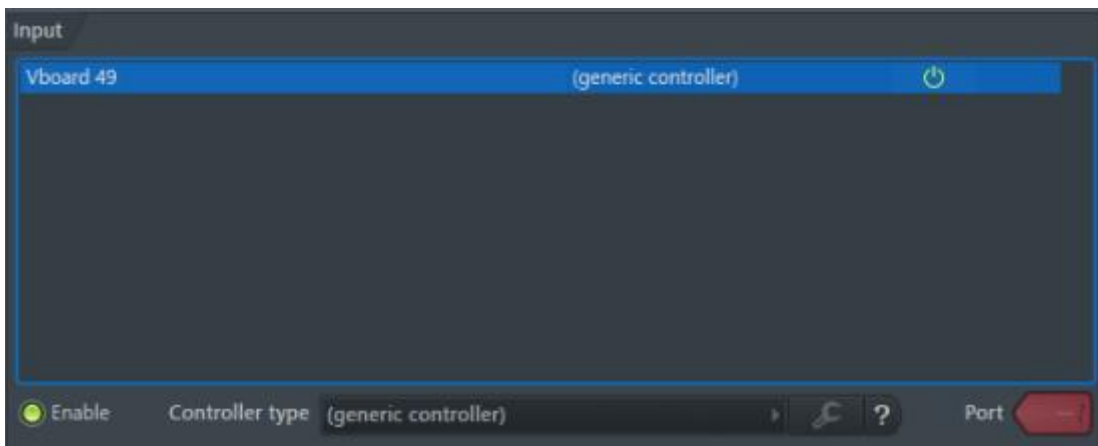 Input
Vboard 49 (generic controller)
Enable Controller type (generic controller) ? Port